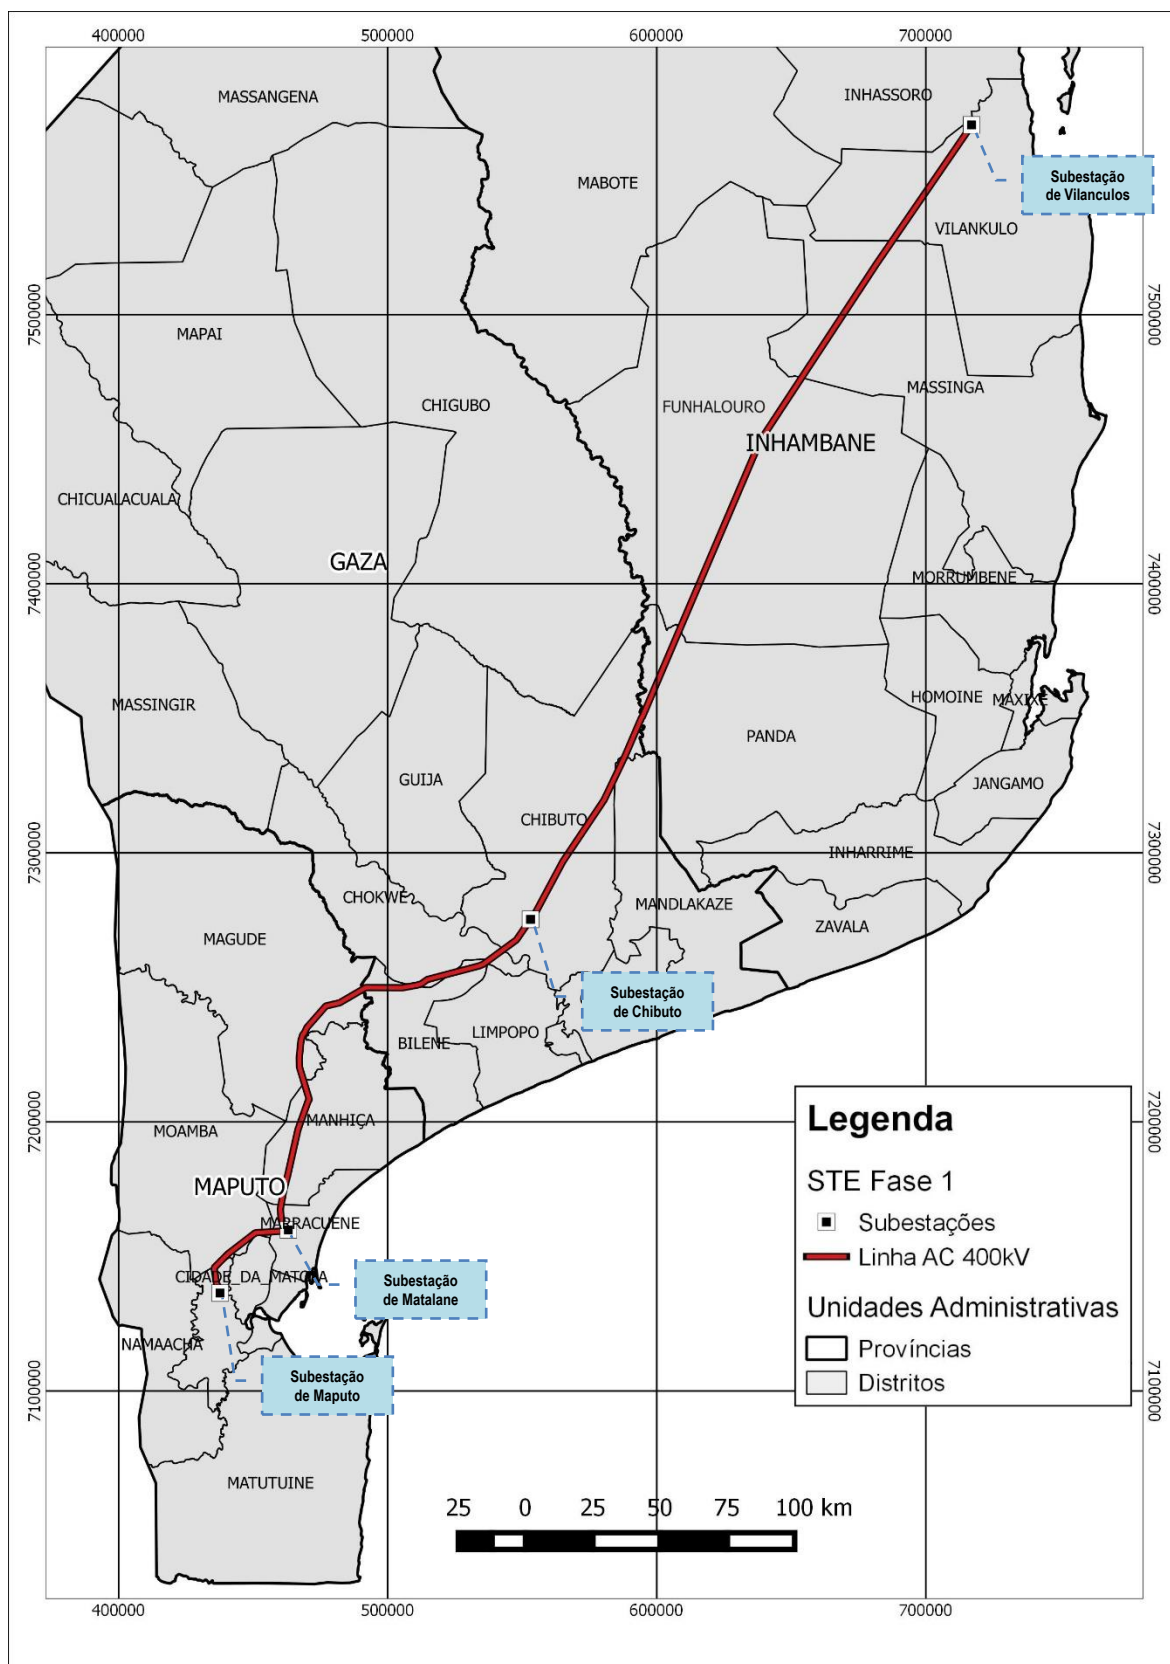 400000
500000
600000
700000
MASSANGENA
INHASSORO
MABOTE
Subestação
de Vilanculos
VILANKULO
7500000
7500000
MAPAI
CHIGUBO
FUNHALOURO
MASSINGA
INHAMBANE
CHICUALACUALA
GAZA
7400000
7400000
MORRUMBENE
MASSINGIR
HOMOINE
MAXIXE
PANDA
GUIJA
JANGAMO
CHIBUTO
7300000
7300000
INHARRIME
CHOKWE
MANDLAKAZE
ZAVALA
MAGUDE
Subestação
de Chibuto
LIMPOPO
BILENE
MANHIÇA
MOAMBA
7200000
7200000
MAPUTO
MARRACUENE
CIDADE_DA_MATOLA
Subestação
de Matalane
NAMAACHA
Subestação
de Maputo
7100000
7100000
MATUTUINE
Legenda
STE Fase 1
Subestações
Linha AC 400kV
Unidades Administrativas
Províncias
Distritos
25 0 25 50 75 100 km
400000
500000
600000
700000